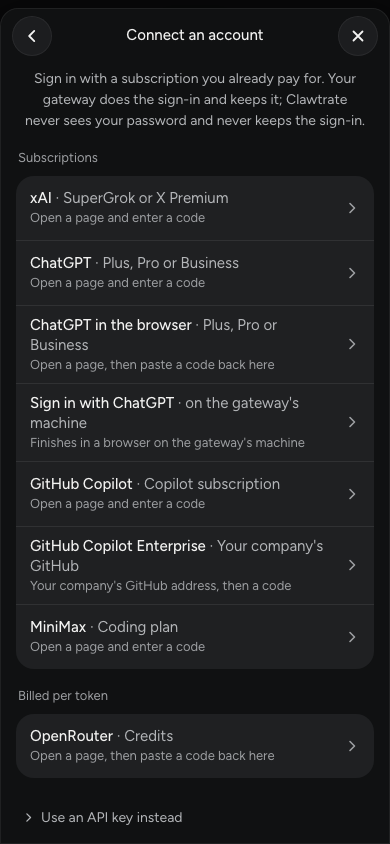 Connect an account
Sign in with a subscription you already pay for. Your
gateway does the sign-in and keeps it; Clawtrate
never sees your password and never keeps the sign-in.
Subscriptions
xAI · SuperGrok or X Premium
Open a page and enter a code
ChatGPT · Plus, Pro or Business
Open a page and enter a code
ChatGPT in the browser · Plus, Pro or
Business
Open a page, then paste a code back here
Sign in with ChatGPT · on the gateway's
machine
Finishes in a browser on the gateway's machine
GitHub Copilot · Copilot subscription
Open a page and enter a code
GitHub Copilot Enterprise · Your company's
GitHub
Your company's GitHub address, then a code
MiniMax · Coding plan
Open a page and enter a code
Billed per token
OpenRouter · Credits
Open a page, then paste a code back here
Use an API key instead